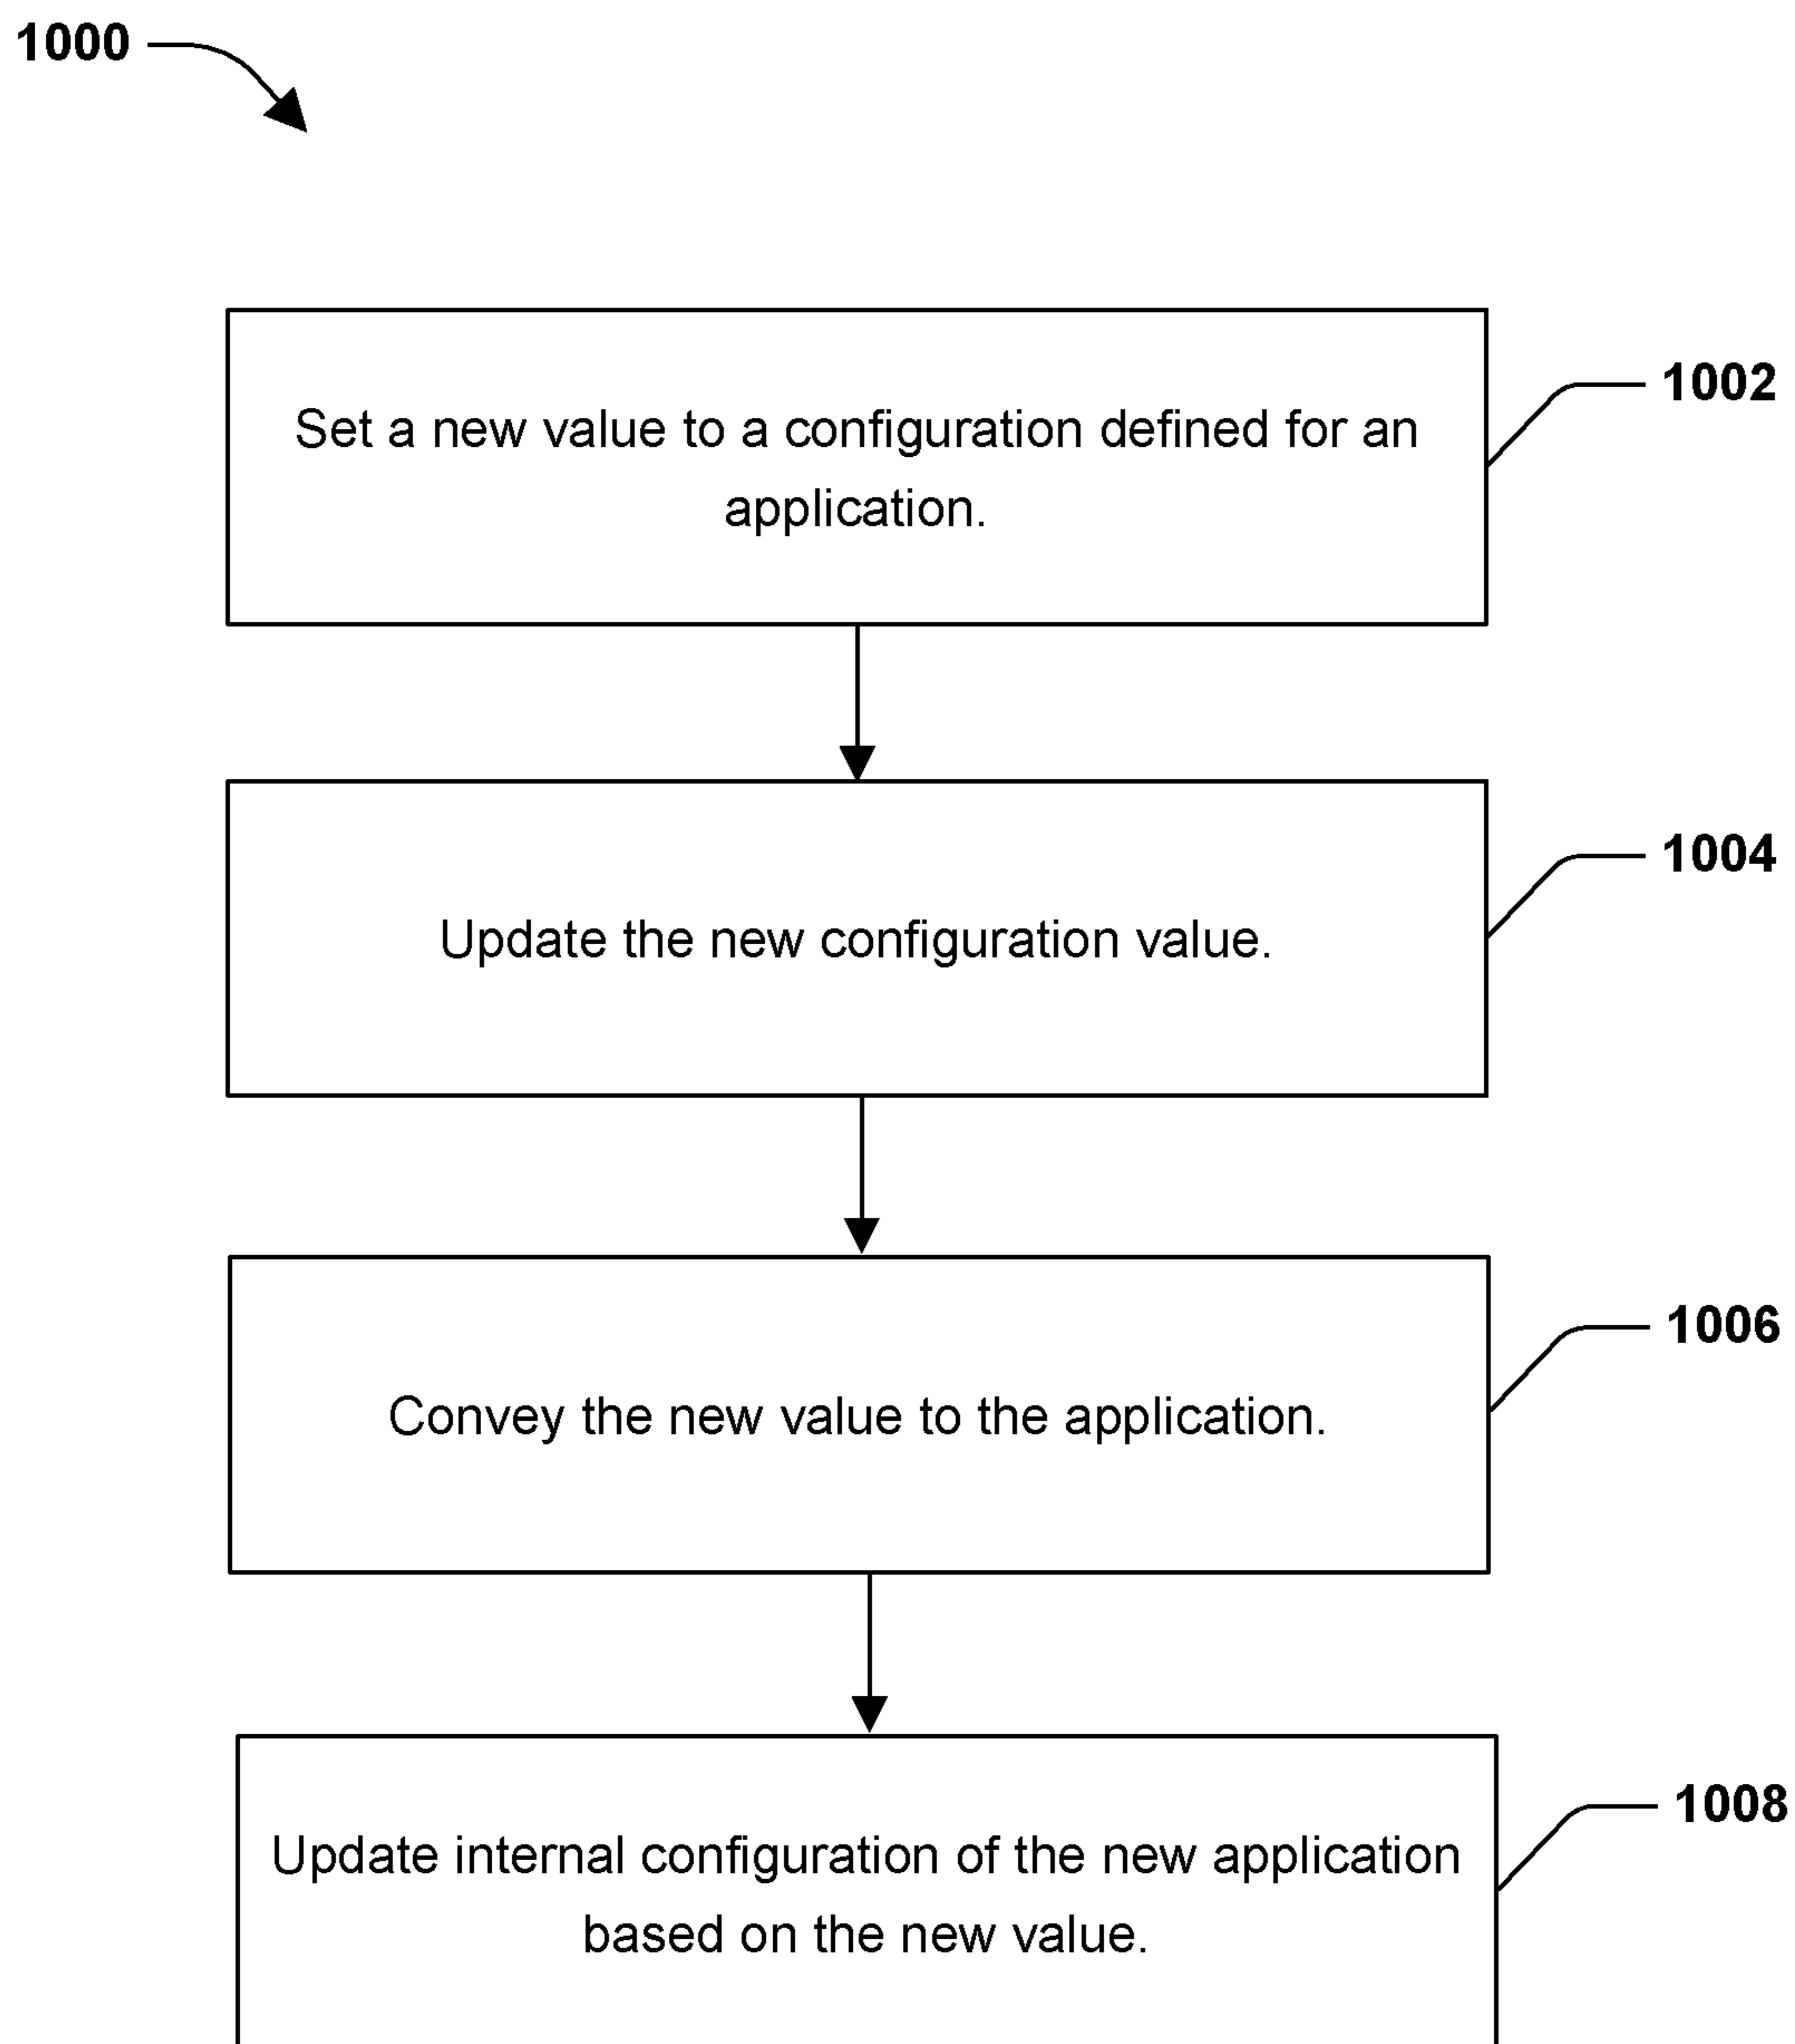 1000
Set a new value to a configuration defined for an
application.
1002
Update the new configuration value.
1004
Convey the new value to the application.
1006
Update internal configuration of the new application
based on the new value.
1008